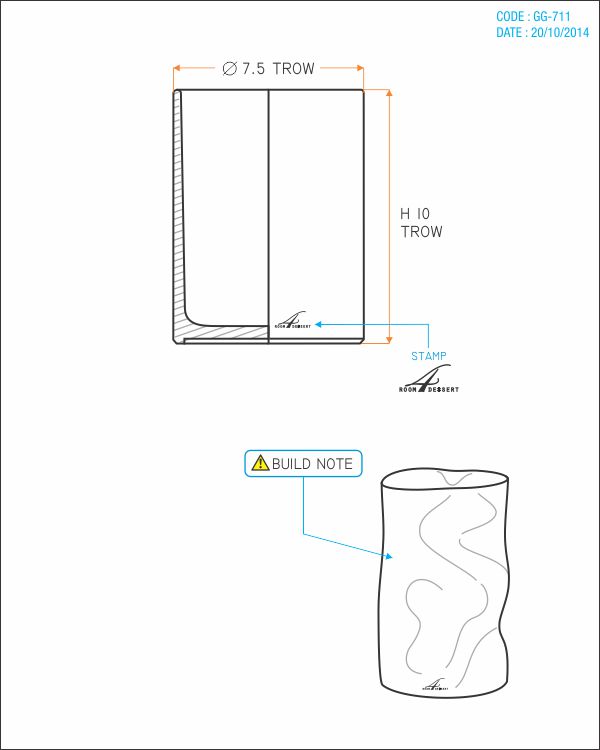 CODE : GG-711
DATE : 20/10/2014
Ø 7.5 TROW
H 10
TROW
4
ROOM DESSERT
STAMP
4
ROOM DESSERT
BUILD NOTE
4
ROOM DESSERT